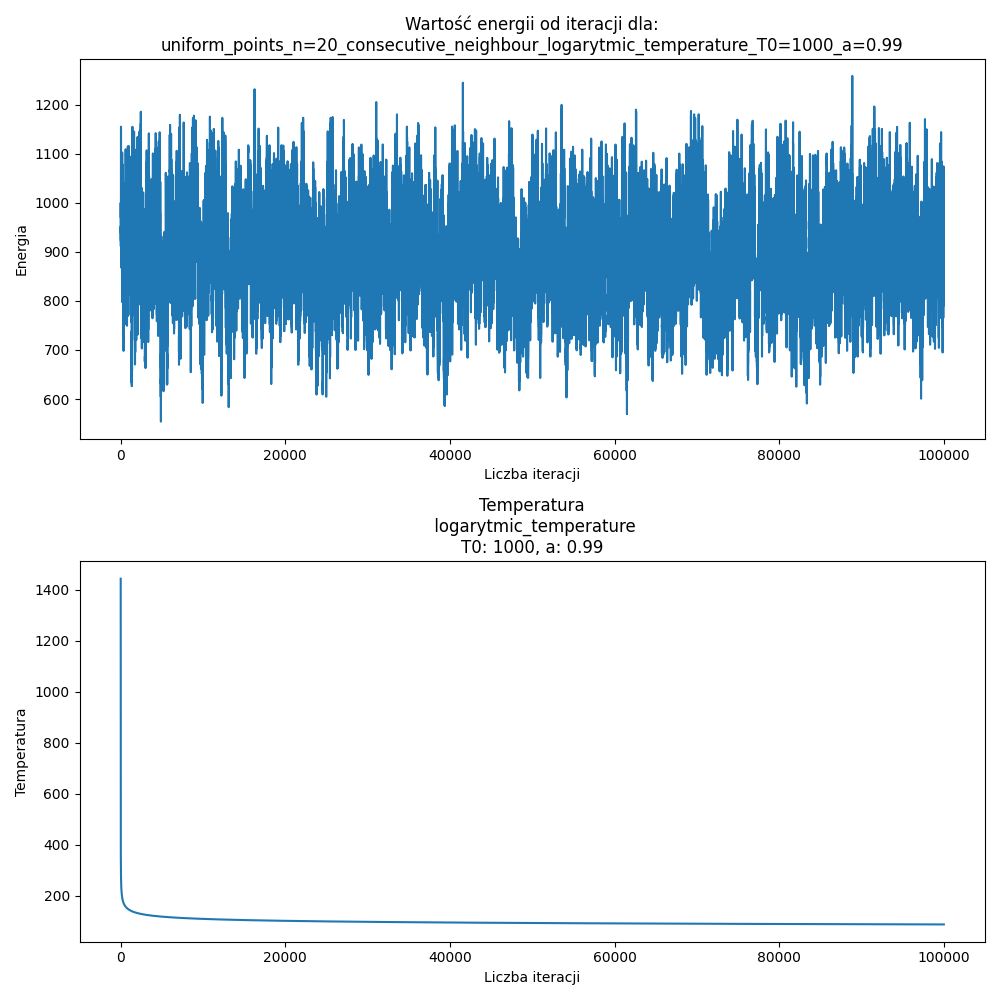 Wartość energii od iteracji dla:
uniform_points_n=20_consecutive_neighbour_logarytmic_temperature_T0=1000_a=0.99
1200
1100
1000
900
800
700
600
Energia
0
20000
40000
60000
80000
100000
Liczba iteracji
Temperatura
logarytmic_temperature
T0: 1000, a: 0.99
1400
1200
1000
800
600
400
200
Temperatura
0
20000
40000
60000
80000
100000
Liczba iteracji